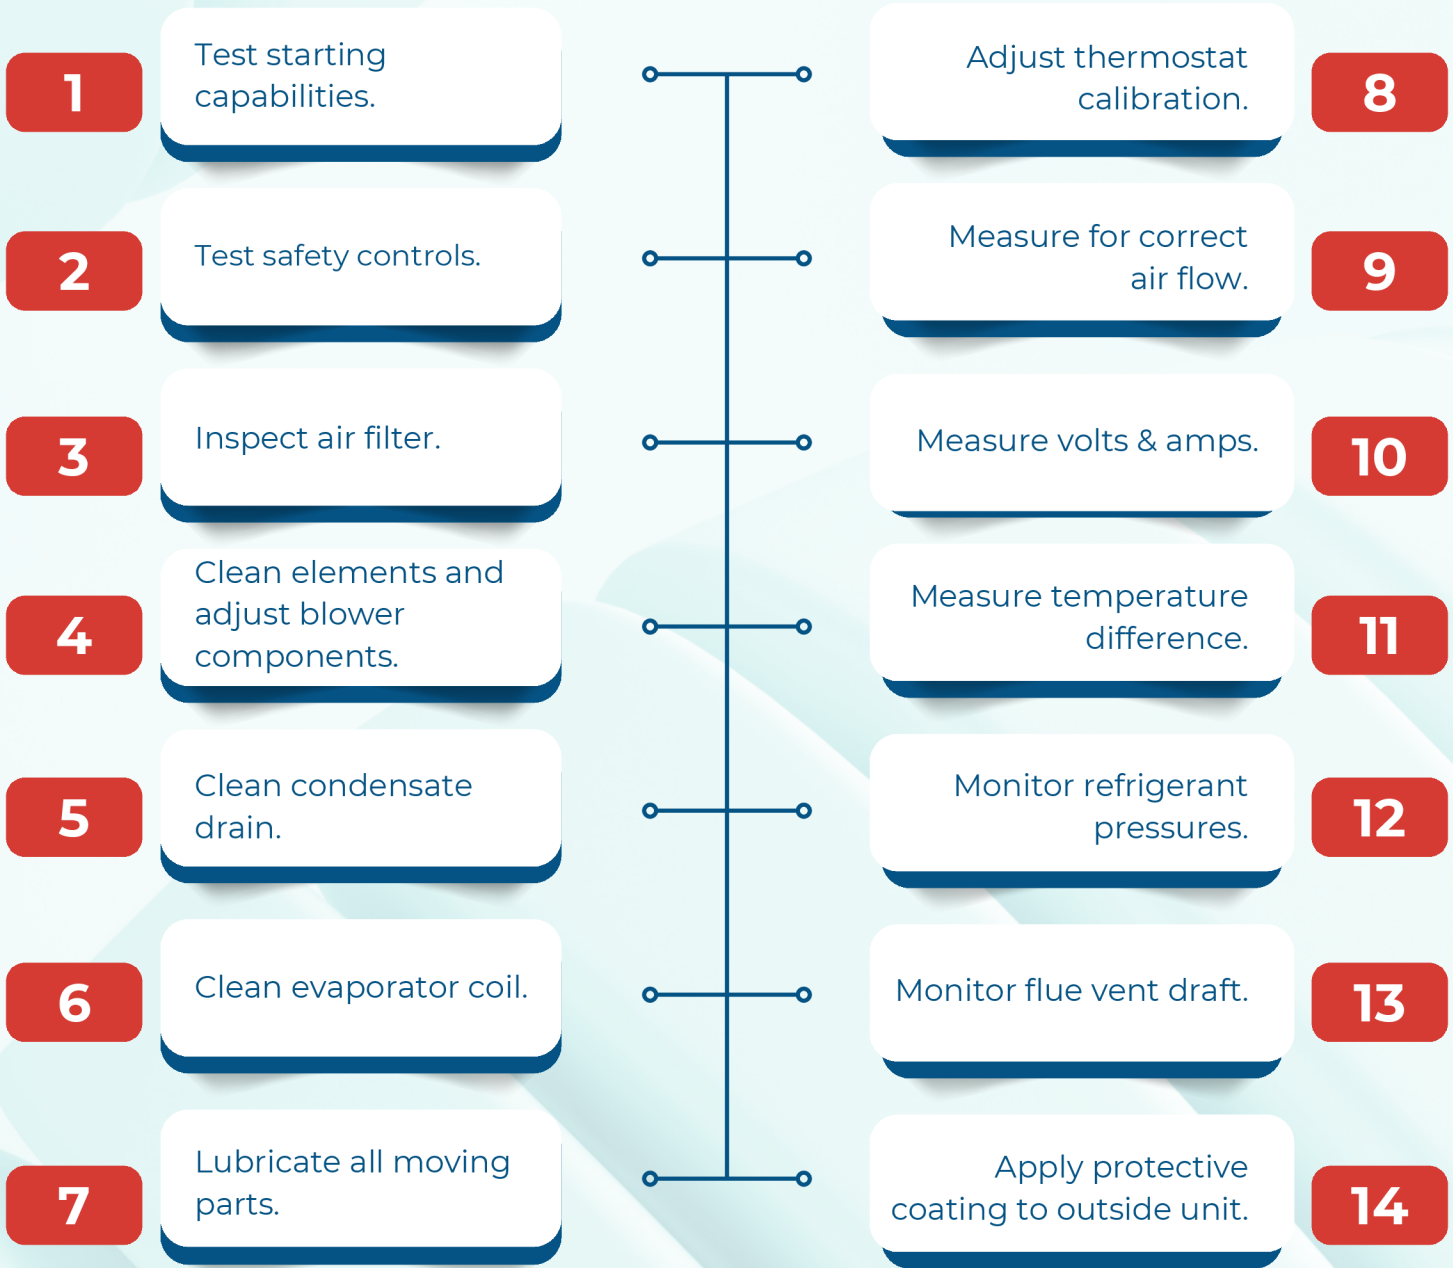 1
Test starting
capabilities.
2
Test safety controls.
3
Inspect air filter.
4
Clean elements and
adjust blower
components.
5
Clean condensate
drain.
6
Clean evaporator coil.
7
Lubricate all moving
parts.
Adjust thermostat
calibration.
8
Measure for correct
air flow.
9
Measure volts & amps.
10
Measure temperature
difference.
11
Monitor refrigerant
pressures.
12
Monitor flue vent draft.
13
Apply protective
coating to outside unit.
14